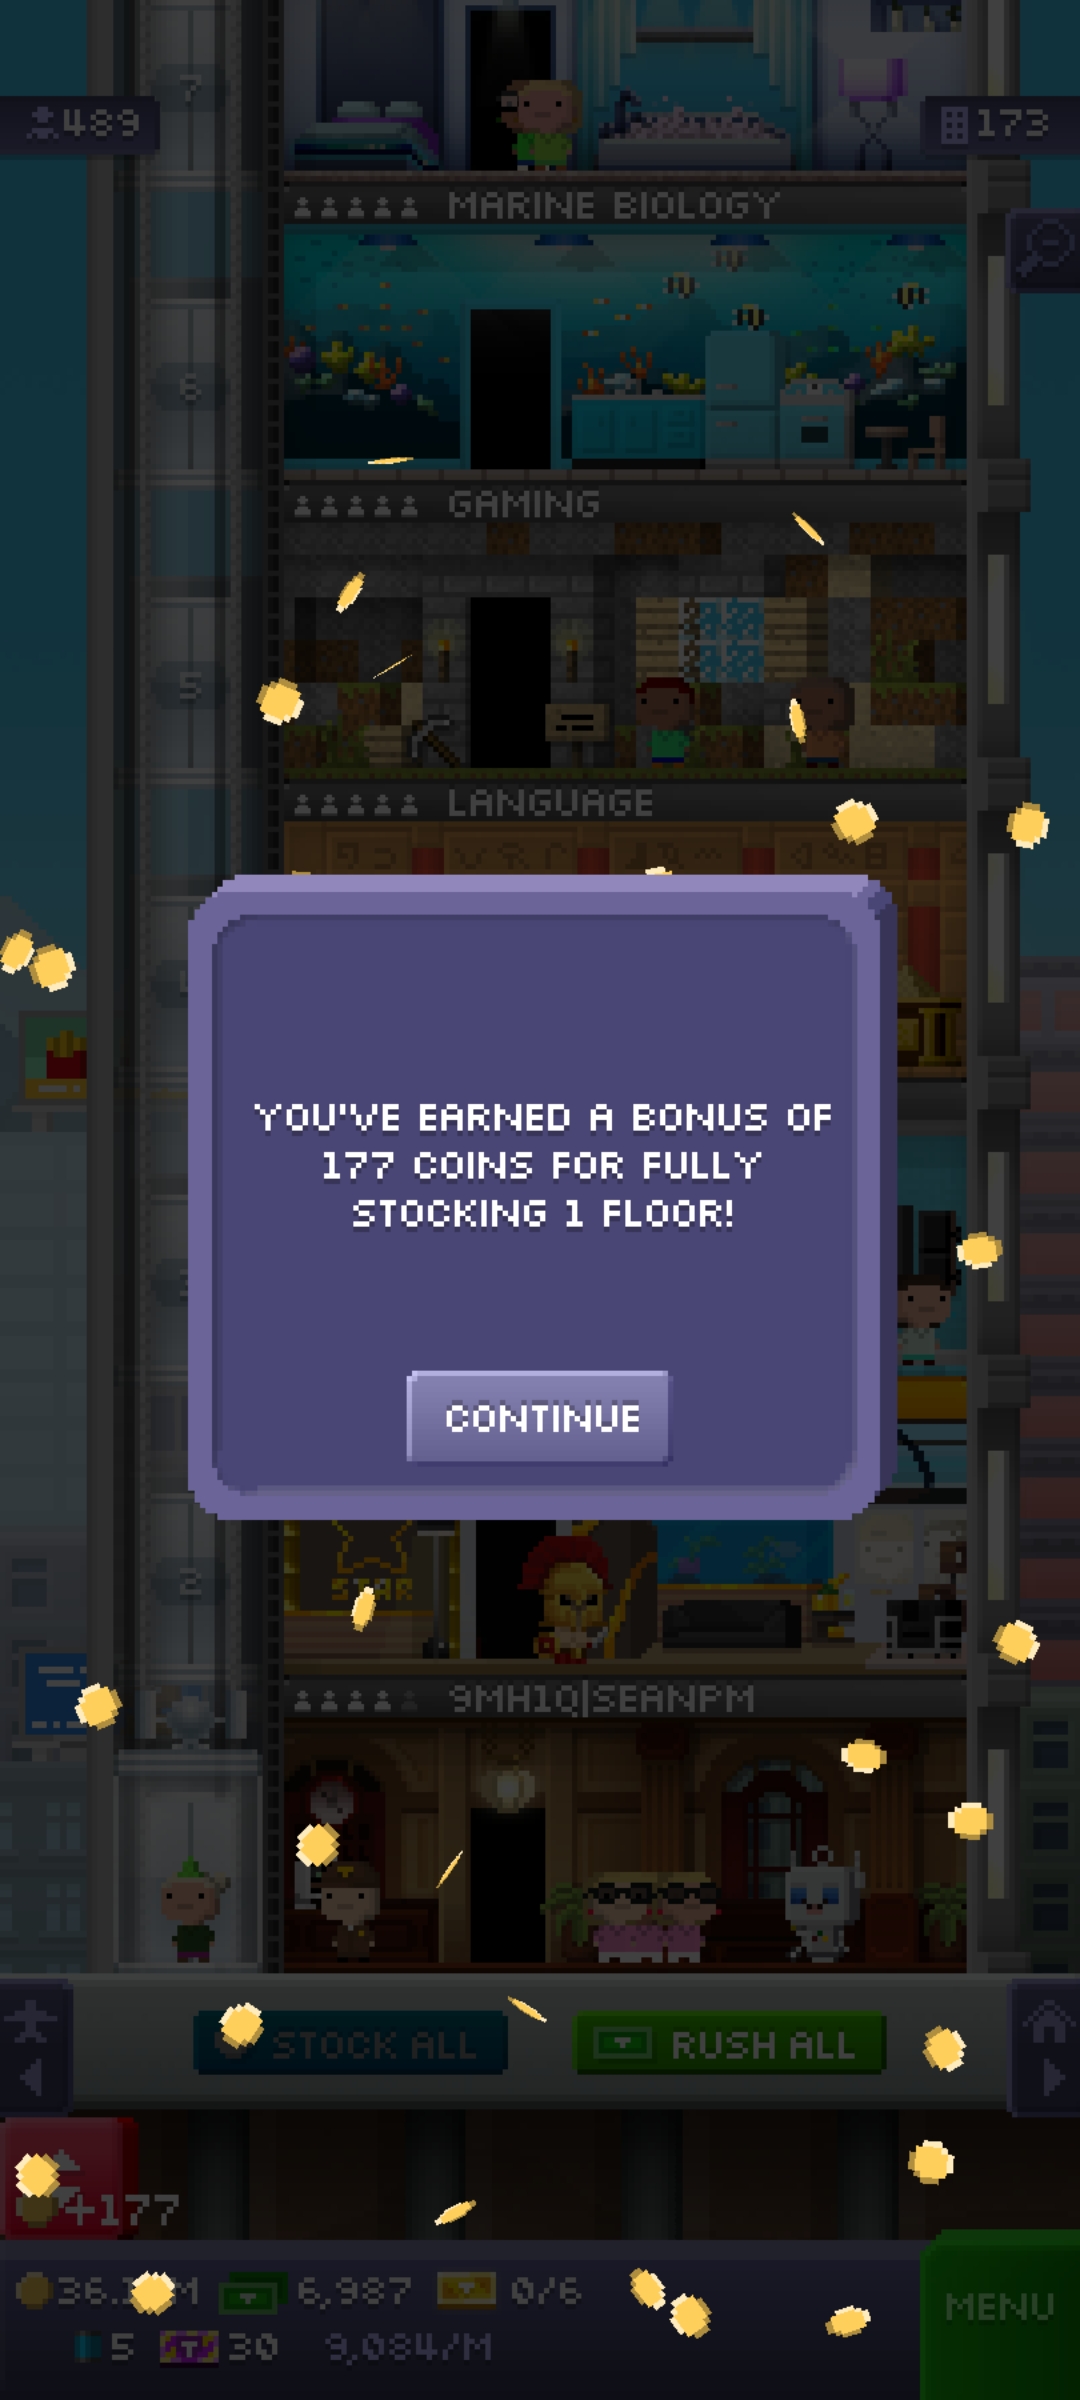 7
489
173
MARINE BIOLOGY
6
GAMING
5
LANGUAGE
YOU'VE EARNED A BONUS OF
177 COINS FOR FULLY
STOCKING 1 FLOOR!
CONTINUE
2
STAR
9MH1Q|SEANPM
STOCK ALL
RUSH ALL
+177
6,987
0/6
MENU
5
30
9,084/M